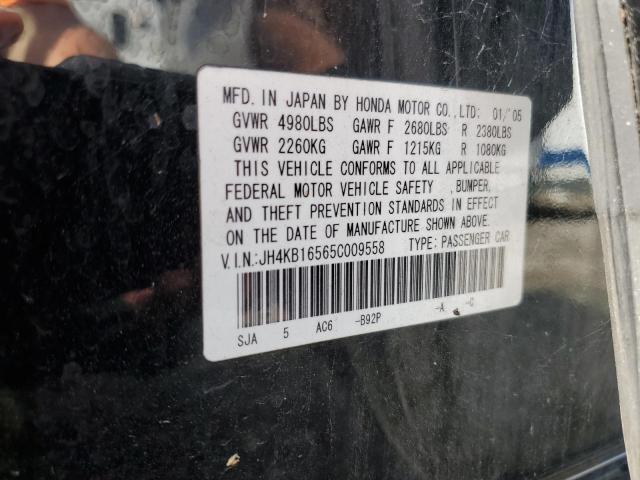 MFD. IN JAPAN BY HONDA MOTOR CO.,LTD: 01/'05
GVWR 4980LBS GAWR F 2680LBS R 2380LBS
GVWR 2260KG GAWR F 1215KG R 1080KG
THIS VEHICLE CONFORMS TO ALL APPLICABLE
FEDERAL MOTOR VEHICLE SAFETY ,BUMPER,
AND THEFT PREVENTION STANDARDS IN EFFECT
ON THE DATE OF MANUFACTURE SHOWN ABOVE.
V.I.N:JH4KB16565C009558 TYPE: PASSENGER CAR
SJA 5 AC6 -B92P -A -C